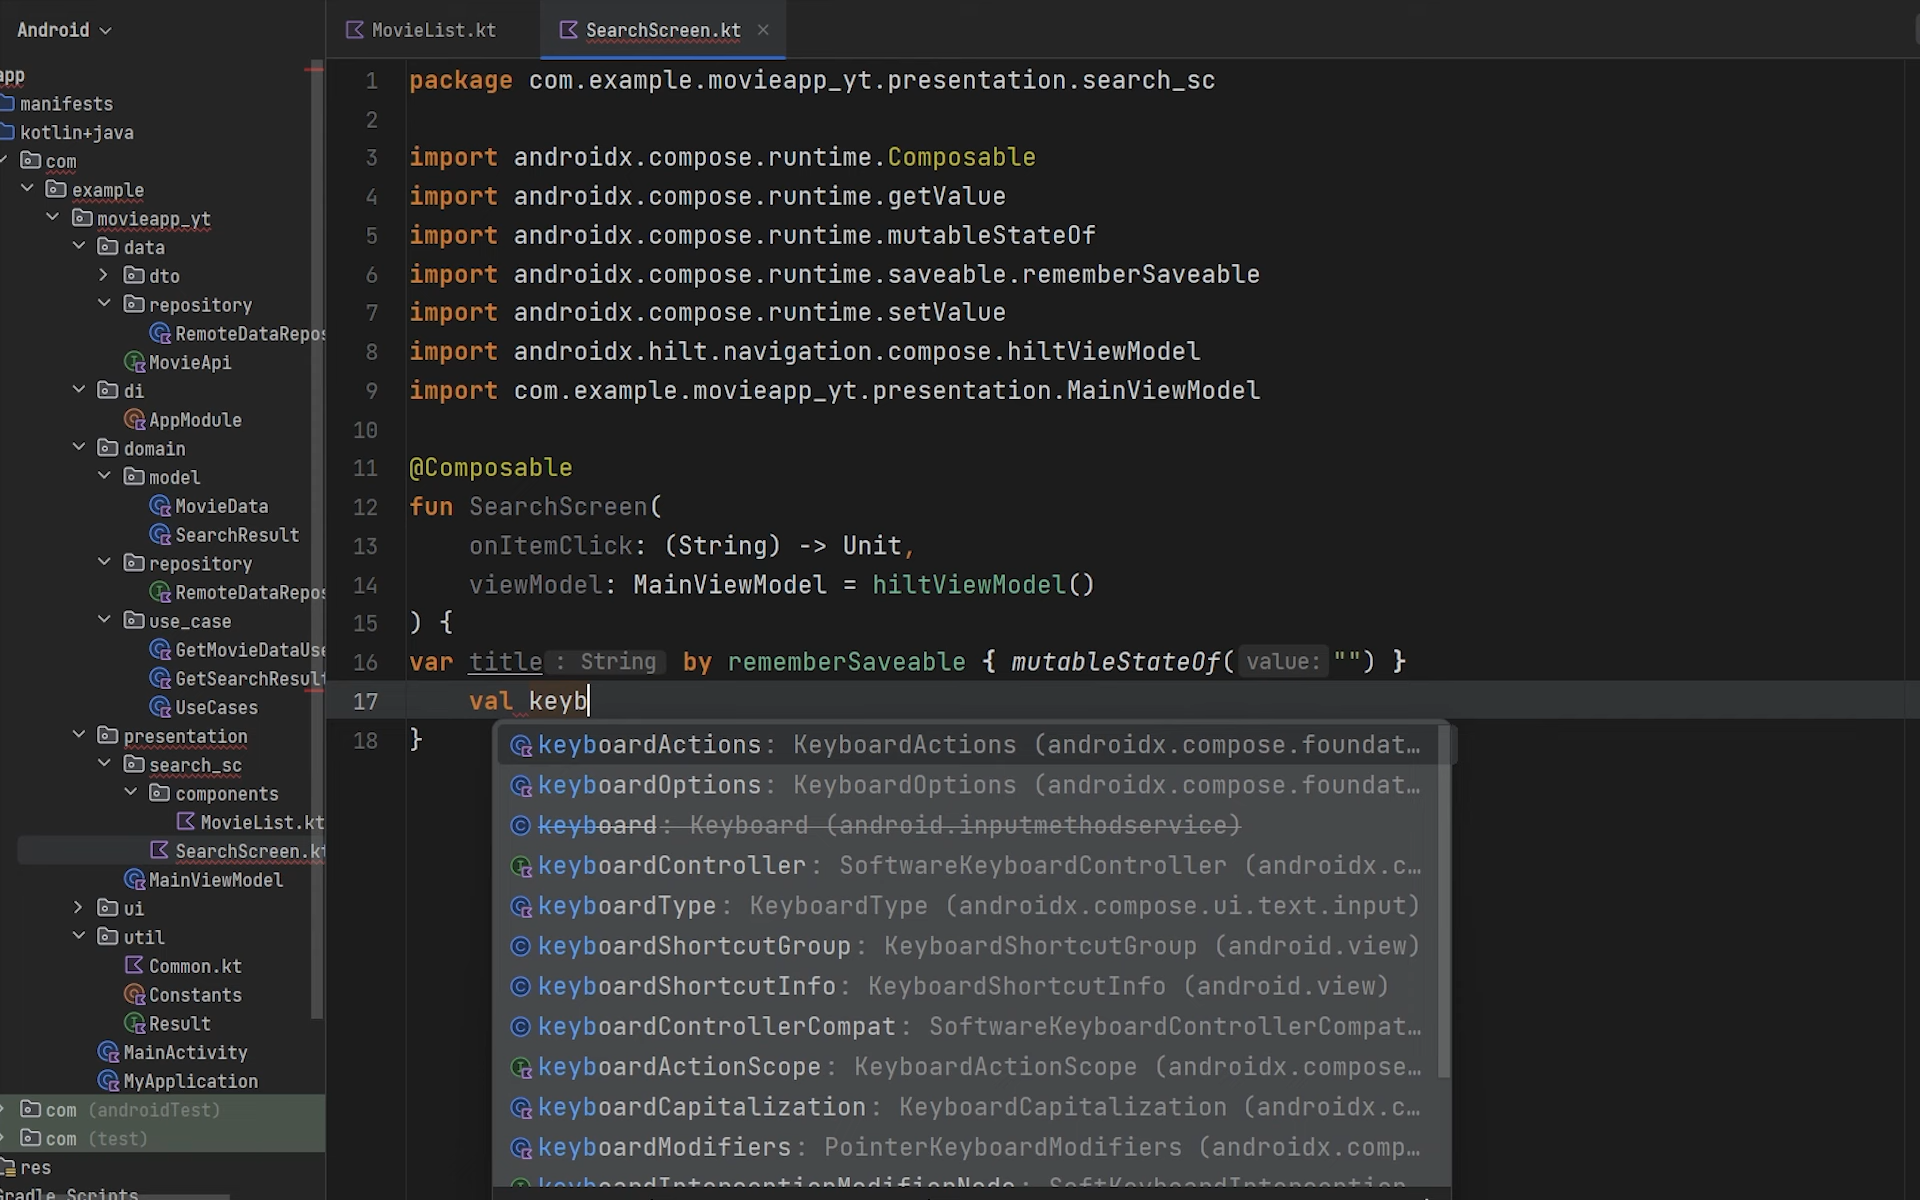 Android
app
manifests
kotlin+java
com
example
movieapp_yt
data
dto
repository
RemoteDataRepos
MovieApi
di
AppModule
domain
model
MovieData
SearchResult
repository
RemoteDataRepos
use_case
GetMovieDataUse
GetSearchResult
UseCases
presentation
search_sc
components
MovieList.kt
SearchScreen.kt
MainViewModel
ui
util
Common.kt
Constants
Result
MainActivity
MyApplication
com (androidTest)
com (test)
res
Gradle Scripts
MovieList.kt
SearchScreen.kt
1 package com.example.movieapp_yt.presentation.search_sc
2
3 import androidx.compose.runtime.Composable
4 import androidx.compose.runtime.getValue
5 import androidx.compose.runtime.mutableStateOf
6 import androidx.compose.runtime.saveable.rememberSaveable
7 import androidx.compose.runtime.setValue
8 import androidx.hilt.navigation.compose.hiltViewModel
9 import com.example.movieapp_yt.presentation.MainViewModel
10
11 @Composable
12 fun SearchScreen(
13 onItemClick: (String) -> Unit,
14 viewModel: MainViewModel = hiltViewModel()
15 ) {
16 var title : String by rememberSaveable { mutableStateOf( value: "") }
17 val keyb
18 }
keyboardActions: KeyboardActions (androidx.compose.foundat…
keyboardOptions: KeyboardOptions (androidx.compose.foundat…
keyboard: Keyboard (android.inputmethodservice)
keyboardController: SoftwareKeyboardController (androidx.c…
keyboardType: KeyboardType (androidx.compose.ui.text.input)
keyboardShortcutGroup: KeyboardShortcutGroup (android.view)
keyboardShortcutInfo: KeyboardShortcutInfo (android.view)
keyboardControllerCompat: SoftwareKeyboardControllerCompat…
keyboardActionScope: KeyboardActionScope (androidx.compose…
keyboardCapitalization: KeyboardCapitalization (androidx.c…
keyboardModifiers: PointerKeyboardModifiers (androidx.comp…
keyboardInterceptionModifierNode: SoftKeyboardInterception…